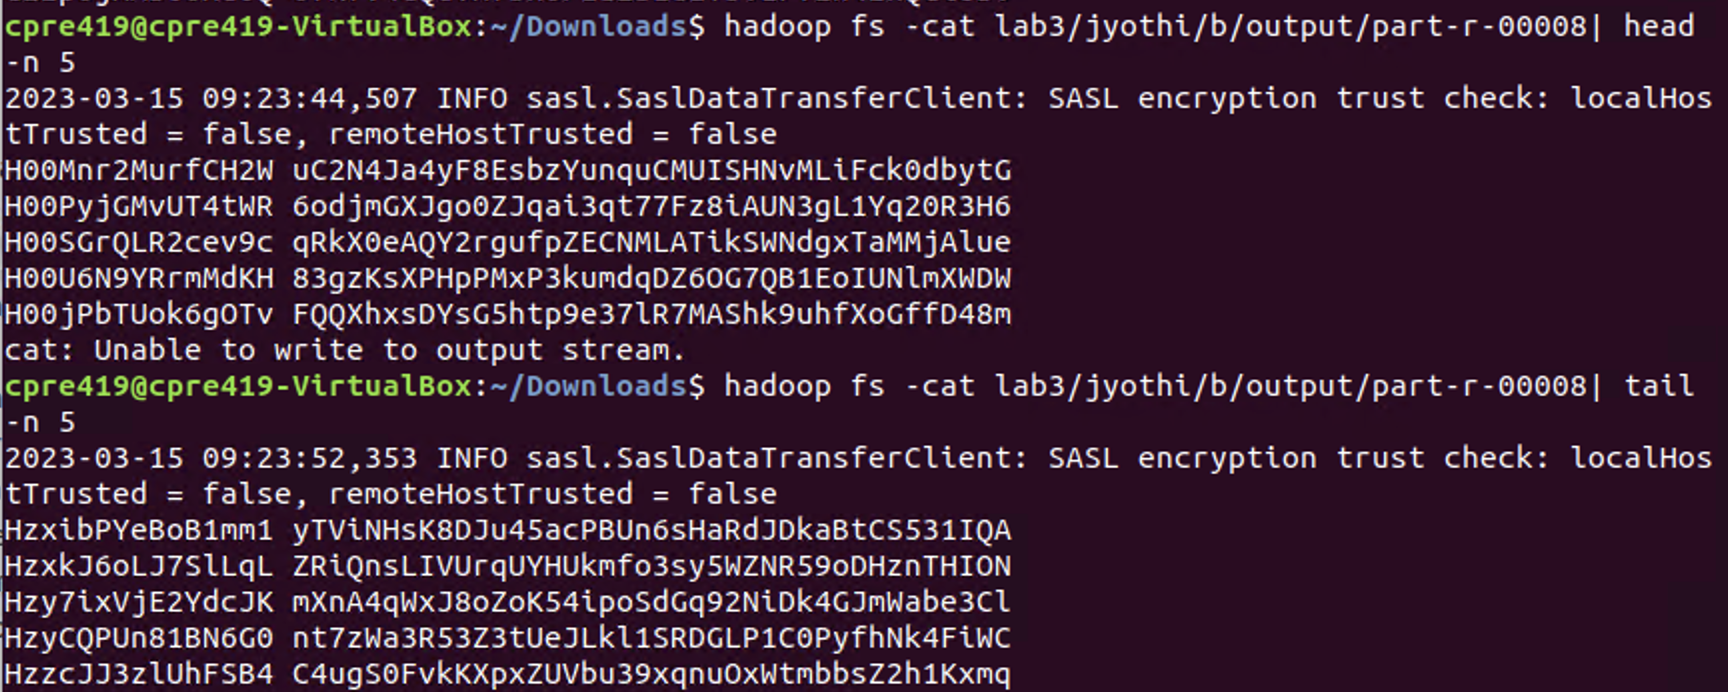 cpre419@cpre419-VirtualBox:~/Downloads$ hadoop fs -cat lab3/jyothi/b/output/part-r-00008| head
-n 5
2023-03-15 09:23:44,507 INFO sasl.SaslDataTransferClient: SASL encryption trust check: localHos
tTrusted = false, remoteHostTrusted = false
H00Mnr2MurfCH2W uC2N4Ja4yF8EsbzYunquCMUISHNvMLiFck0dbytG
H00PyjGMvUT4tWR 6odjmGXJgo0ZJqai3qt77Fz8iAUN3gL1Yq20R3H6
H00SGrQLR2cev9c qRkX0eAQY2rgufpZECNMLATikSWNdgxTaMMjAlue
H00U6N9YRrmMdKH 83gzKsXPHpPMxP3kumdqDZ6OG7QB1EoIUNlmXWDW
H00jPbTUok6gOTv FQQXhxsDYsG5htp9e37lR7MAShk9uhfXoGffD48m
cat: Unable to write to output stream.
cpre419@cpre419-VirtualBox:~/Downloads$ hadoop fs -cat lab3/jyothi/b/output/part-r-00008| tail
-n 5
2023-03-15 09:23:52,353 INFO sasl.SaslDataTransferClient: SASL encryption trust check: localHos
tTrusted = false, remoteHostTrusted = false
HzxibPYeBoB1mm1 yTViNHsK8DJu45acPBUn6sHaRdJDkaBtCS531IQA
HzxkJ6oLJ7SlLqL ZRiQnsLIVUrqUYHUkmfo3sy5WZNR59oDHznTHION
Hzy7ixVjE2YdcJK mXnA4qWxJ8oZoK54ipoSdGq92NiDk4GJmWabe3Cl
HzyCQPUn81BN6G0 nt7zWa3R53Z3tUeJLkl1SRDGLP1C0PyfhNk4FiWC
HzzcJJ3zlUhFSB4 C4ugS0FvkKXpxZUVbu39xqnuOxWtmbbsZ2h1Kxmq